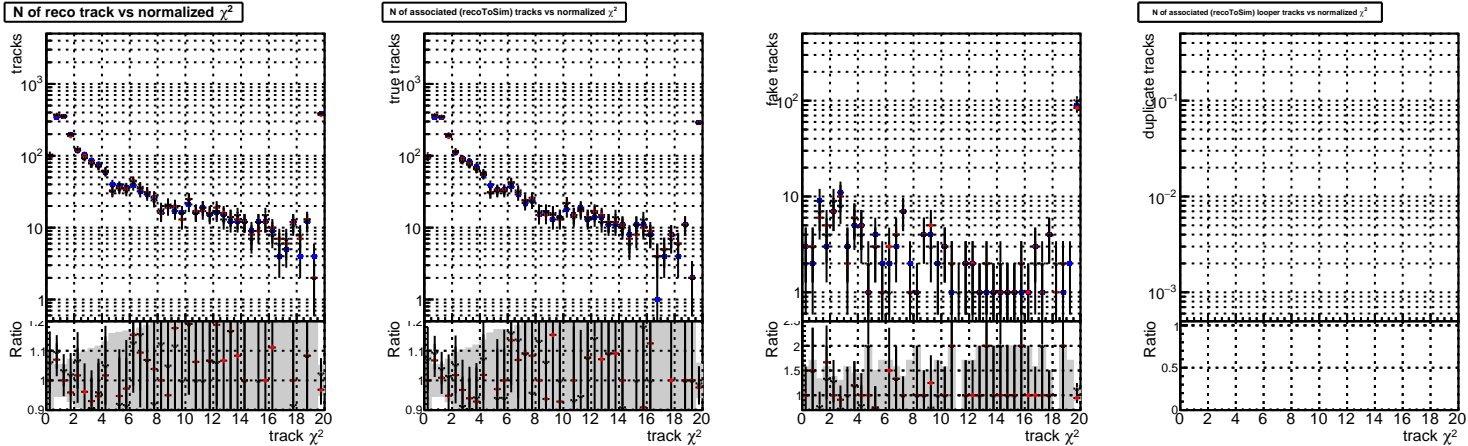 N of reco track vs normalized χ²
tracks
10³
10²
10
1
Ratio
1.2
1.1
1
0.9
0 2 4 6 8 10 12 14 16 18 20
track χ²
N of associated (recoToSim) tracks vs normalized χ²
true tracks
10³
10²
10
1
Ratio
1.2
1.1
1
0.9
0 2 4 6 8 10 12 14 16 18 20
track χ²
fake tracks
10²
10
1
Ratio
2.5
2
1.5
1
0 2 4 6 8 10 12 14 16 18 20
track χ²
N of associated (recoToSim) looper tracks vs normalized χ²
duplicate tracks
1
10⁻¹
10⁻²
10⁻³
Ratio
1
0.5
0
0 2 4 6 8 10 12 14 16 18 20
track χ²